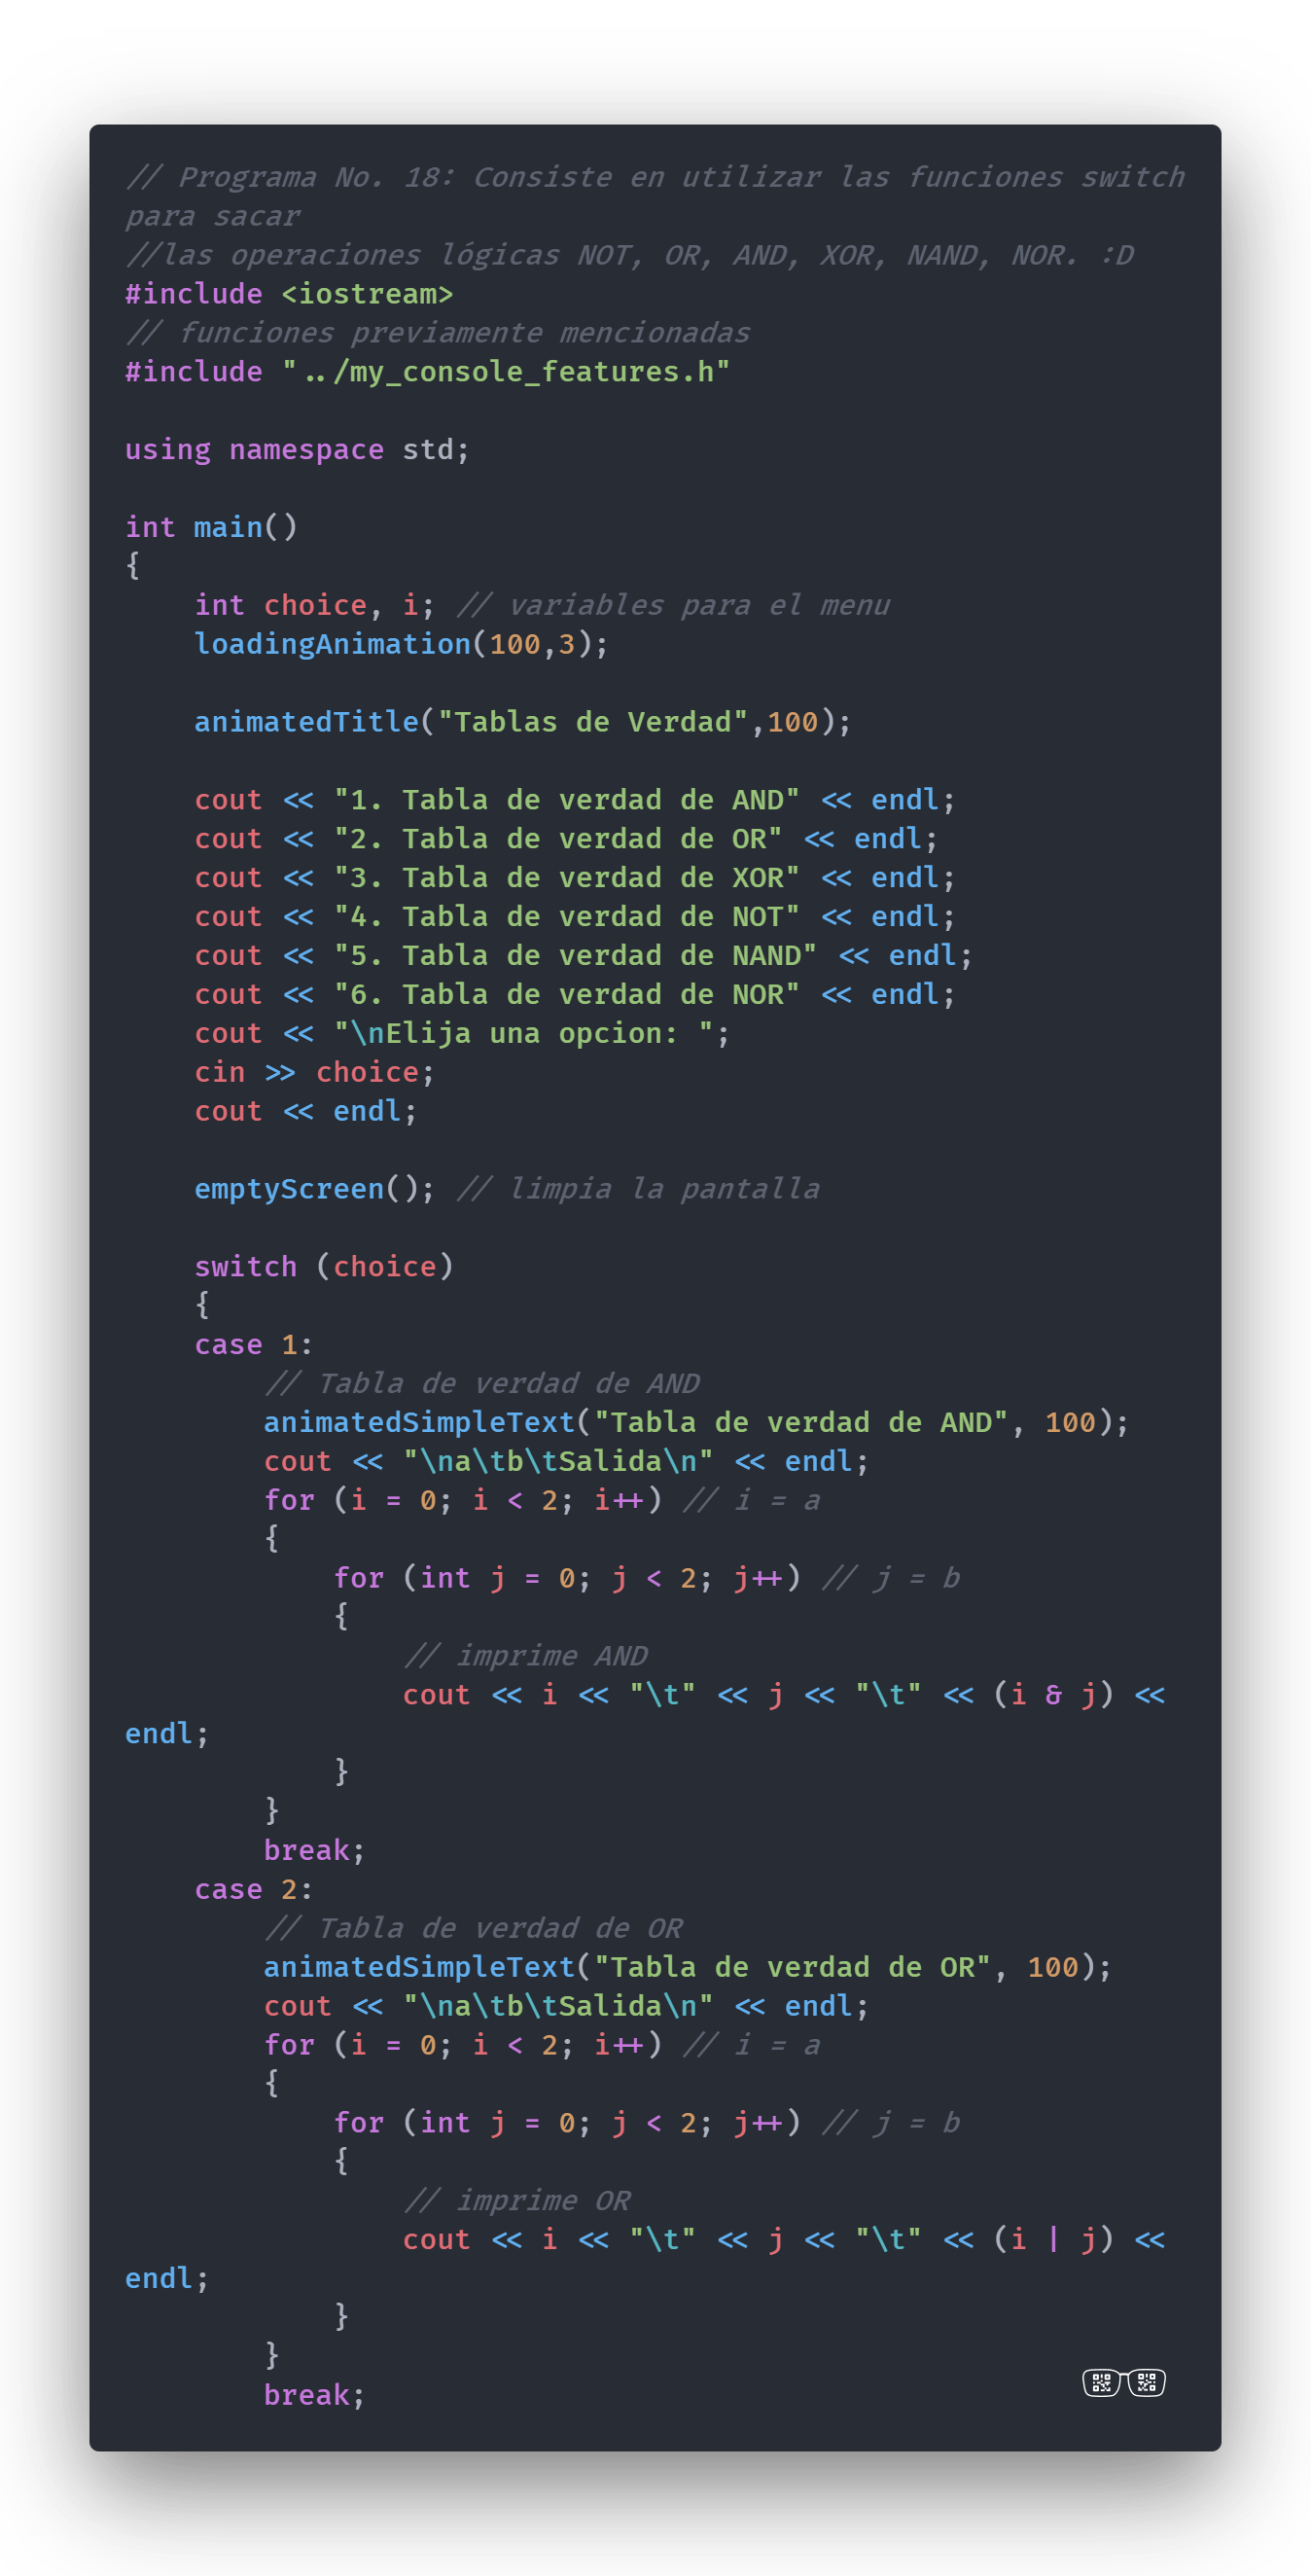 // Programa No. 18: Consiste en utilizar las funciones switch
para sacar
//las operaciones lógicas NOT, OR, AND, XOR, NAND, NOR. :D
#include <iostream>
// funciones previamente mencionadas
#include "../my_console_features.h"

using namespace std;

int main()
{
    int choice, i; // variables para el menu
    loadingAnimation(100,3);

    animatedTitle("Tablas de Verdad",100);

    cout << "1. Tabla de verdad de AND" << endl;
    cout << "2. Tabla de verdad de OR" << endl;
    cout << "3. Tabla de verdad de XOR" << endl;
    cout << "4. Tabla de verdad de NOT" << endl;
    cout << "5. Tabla de verdad de NAND" << endl;
    cout << "6. Tabla de verdad de NOR" << endl;
    cout << "\nElija una opcion: ";
    cin >> choice;
    cout << endl;

    emptyScreen(); // limpia la pantalla

    switch (choice)
    {
    case 1:
        // Tabla de verdad de AND
        animatedSimpleText("Tabla de verdad de AND", 100);
        cout << "\na\tb\tSalida\n" << endl;
        for (i = 0; i < 2; i++) // i = a
        {
            for (int j = 0; j < 2; j++) // j = b
            {
                // imprime AND
                cout << i << "\t" << j << "\t" << (i & j) <<
endl;
            }
        }
        break;
    case 2:
        // Tabla de verdad de OR
        animatedSimpleText("Tabla de verdad de OR", 100);
        cout << "\na\tb\tSalida\n" << endl;
        for (i = 0; i < 2; i++) // i = a
        {
            for (int j = 0; j < 2; j++) // j = b
            {
                // imprime OR
                cout << i << "\t" << j << "\t" << (i | j) <<
endl;
            }
        }
        break;